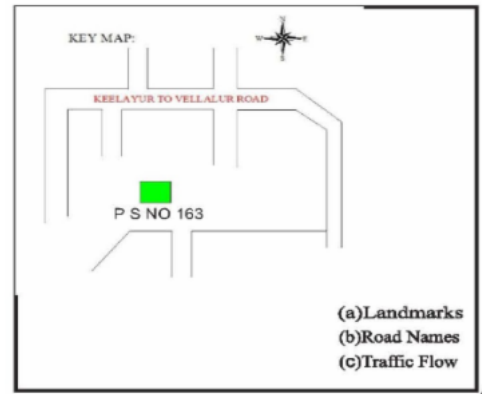 N
KEY MAP:
W E
S
KEELAYUR TO VELLALUR ROAD
P S NO 163
(a)Landmarks
(b)Road Names
(c)Traffic Flow